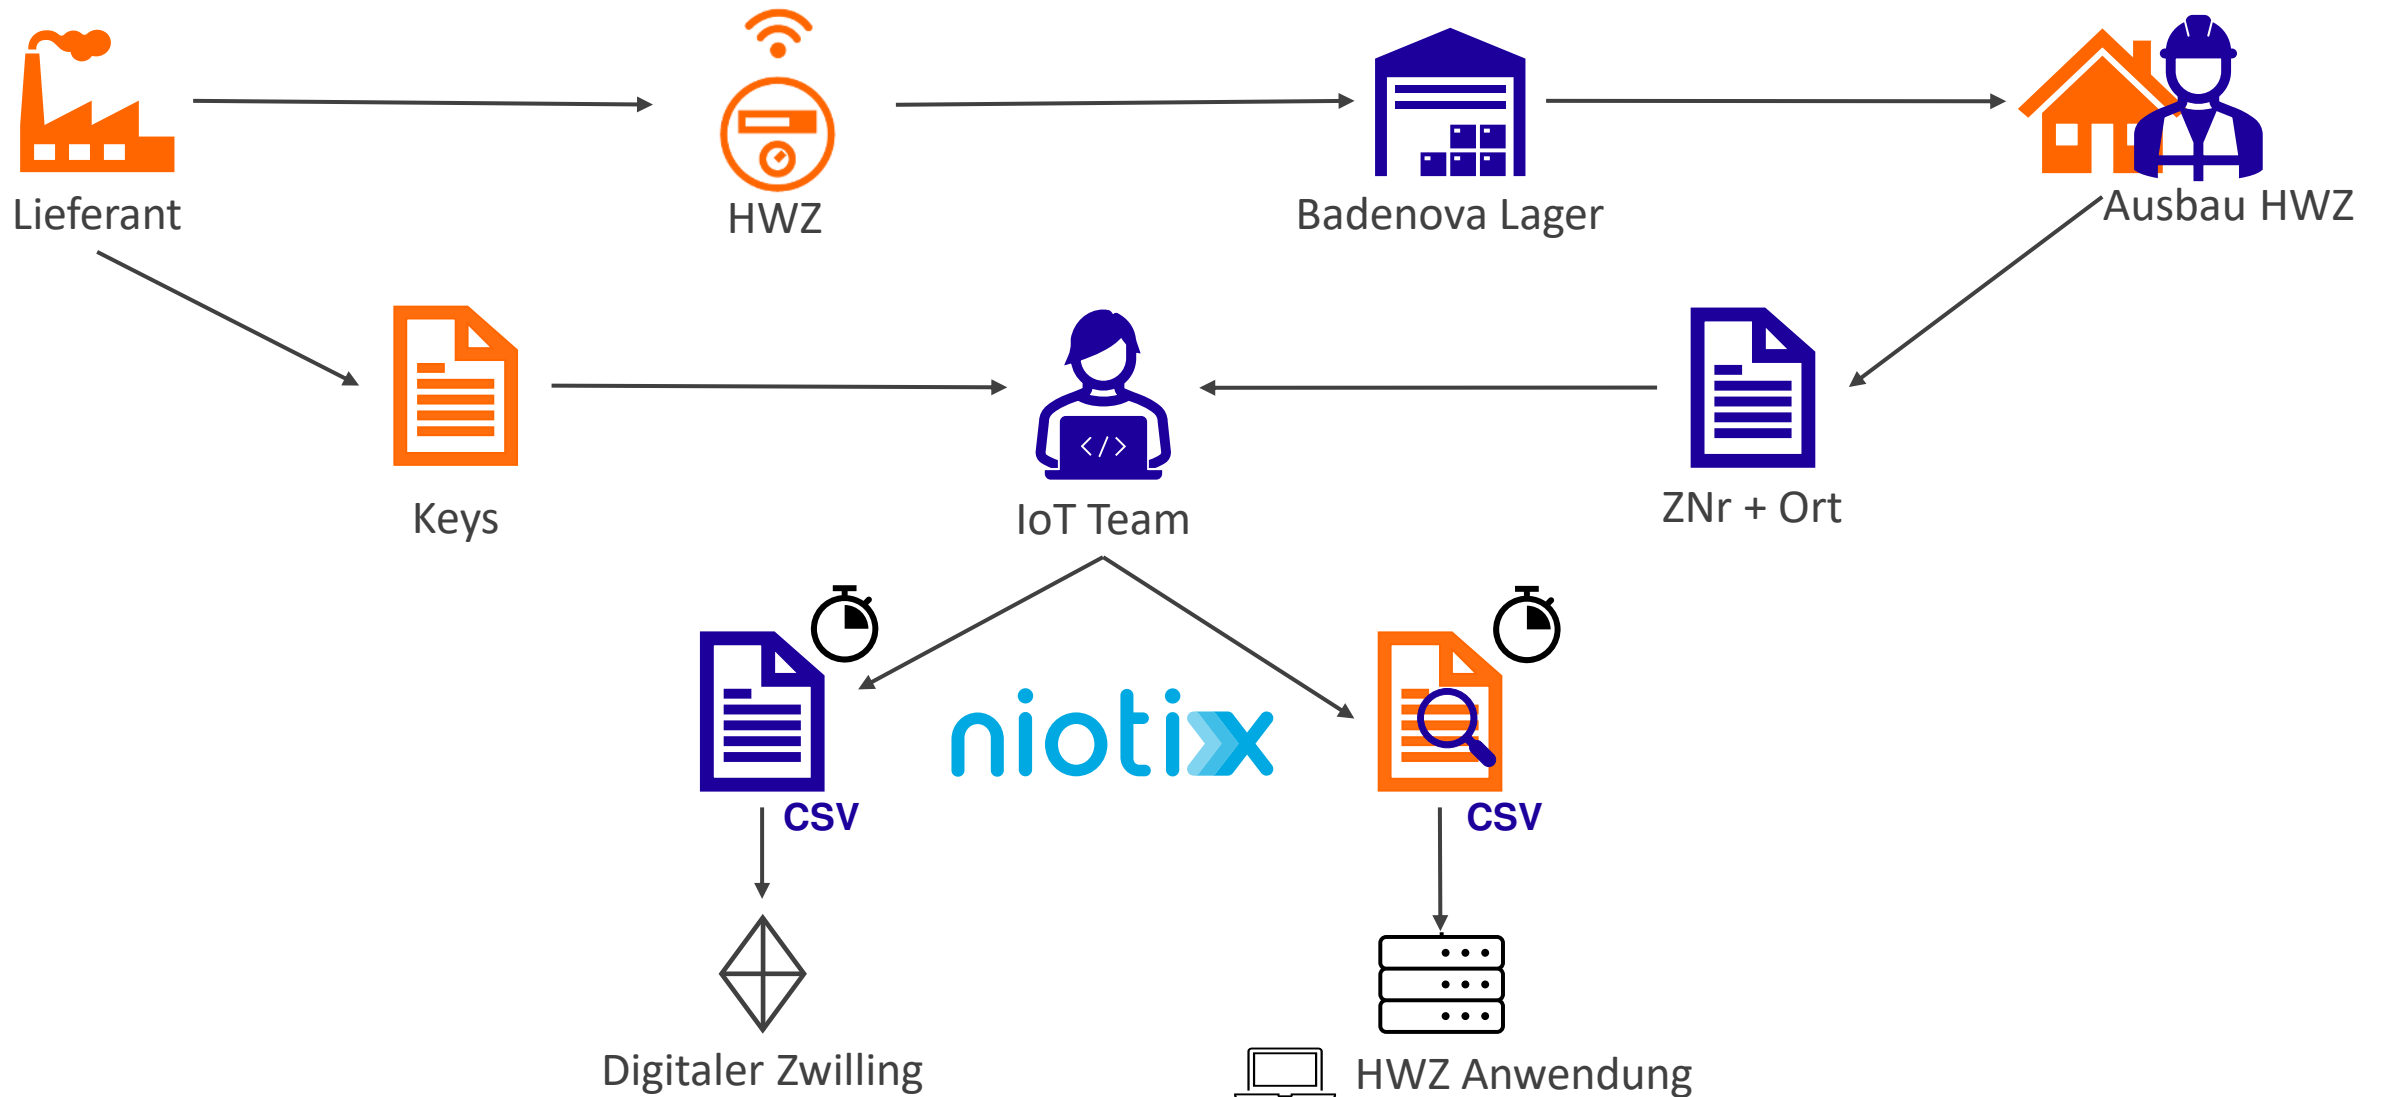 Lieferant
HWZ
Badenova Lager
Ausbau HWZ
Keys
</>
IoT Team
ZNr + Ort
niotix
CSV
CSV
Digitaler Zwilling
HWZ Anwendung